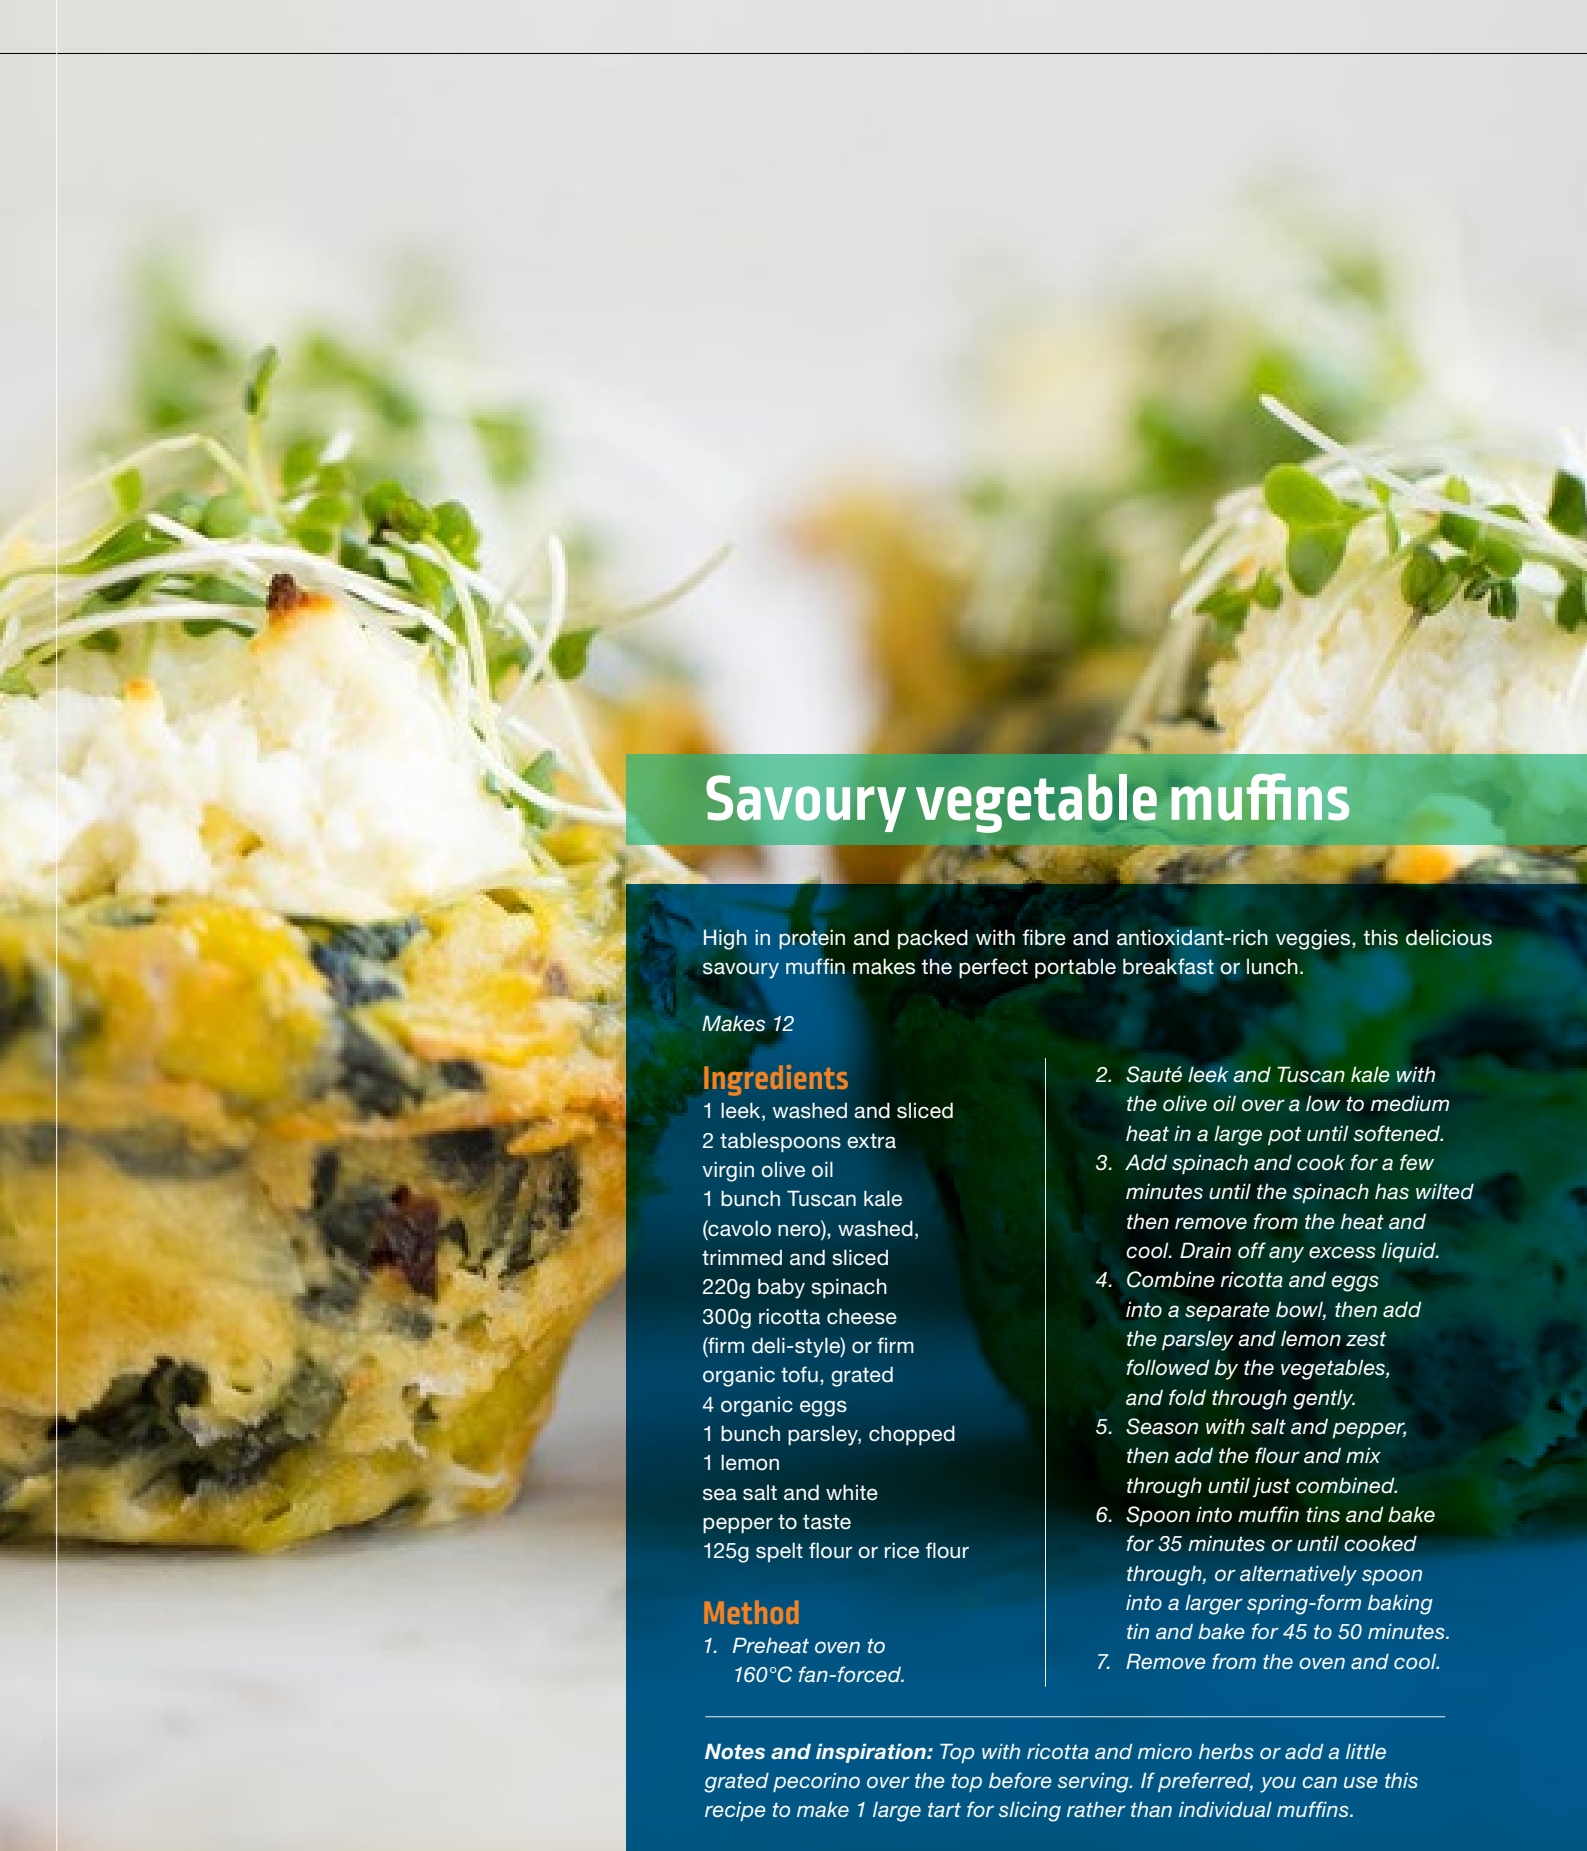 Savoury vegetable muffins
High in protein and packed with fibre and antioxidant-rich veggies, this delicious
savoury muffin makes the perfect portable breakfast or lunch.
Makes 12
Ingredients
1 leek, washed and sliced
2 tablespoons extra
virgin olive oil
1 bunch Tuscan kale
(cavolo nero), washed,
trimmed and sliced
220g baby spinach
300g ricotta cheese
(firm deli-style) or firm
organic tofu, grated
4 organic eggs
1 bunch parsley, chopped
1 lemon
sea salt and white
pepper to taste
125g spelt flour or rice flour
Method
1. Preheat oven to
160°C fan-forced.
2. Sauté leek and Tuscan kale with
the olive oil over a low to medium
heat in a large pot until softened.
3. Add spinach and cook for a few
minutes until the spinach has wilted
then remove from the heat and
cool. Drain off any excess liquid.
4. Combine ricotta and eggs
into a separate bowl, then add
the parsley and lemon zest
followed by the vegetables,
and fold through gently.
5. Season with salt and pepper,
then add the flour and mix
through until just combined.
6. Spoon into muffin tins and bake
for 35 minutes or until cooked
through, or alternatively spoon
into a larger spring-form baking
tin and bake for 45 to 50 minutes.
7. Remove from the oven and cool.
Notes and inspiration: Top with ricotta and micro herbs or add a little
grated pecorino over the top before serving. If preferred, you can use this
recipe to make 1 large tart for slicing rather than individual muffins.